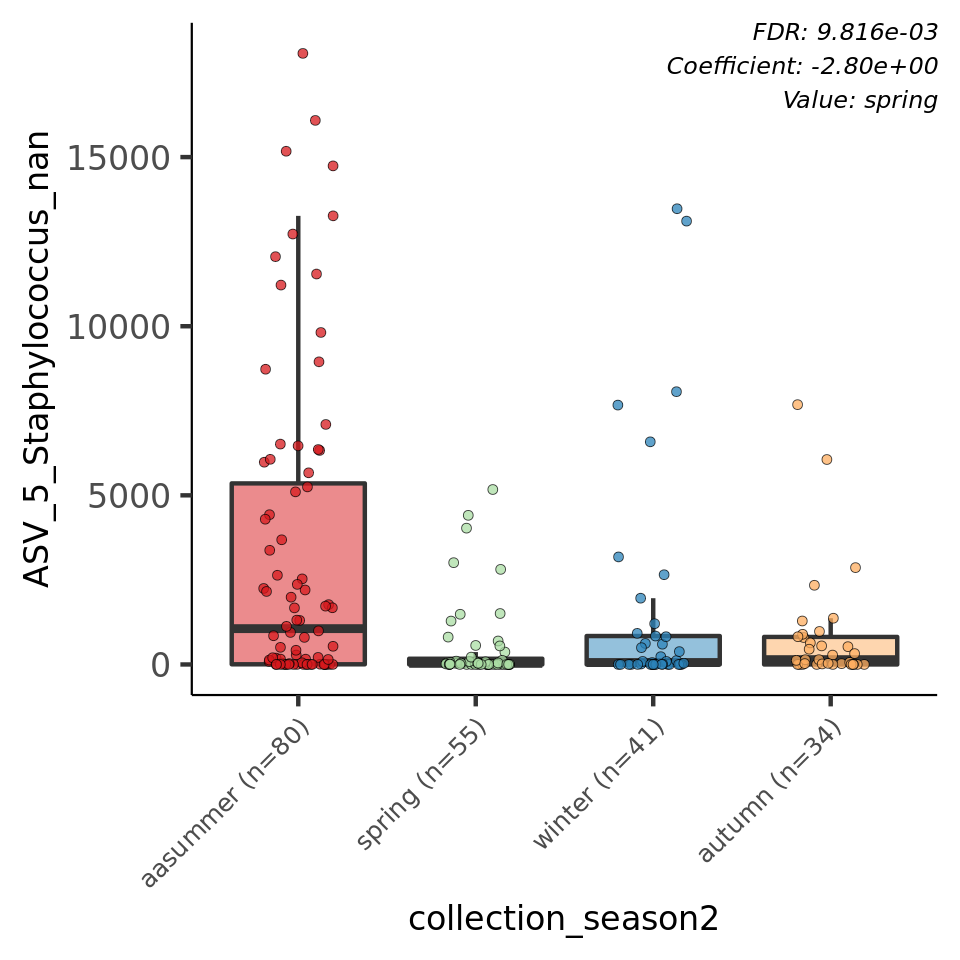 FDR: 9.816e-03
Coefficient: -2.80e+00
Value: spring
ASV_5_Staphylococcus_nan
15000
10000
5000
0
aasummer (n=80)
spring (n=55)
winter (n=41)
autumn (n=34)
collection_season2